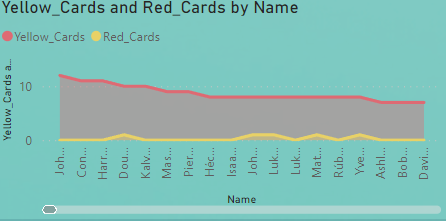 Yellow_Cards and Red_Cards by Name
Yellow_Cards Red_Cards
Yellow_Cards a...
10
0
Joh...
Con...
Harr...
Dou...
Kalv...
Mas...
Pier...
Héc...
Isaa...
Joh...
Luk...
Luk...
Mat...
Rúb...
Yve...
Ashl...
Bob...
Davi...
Name